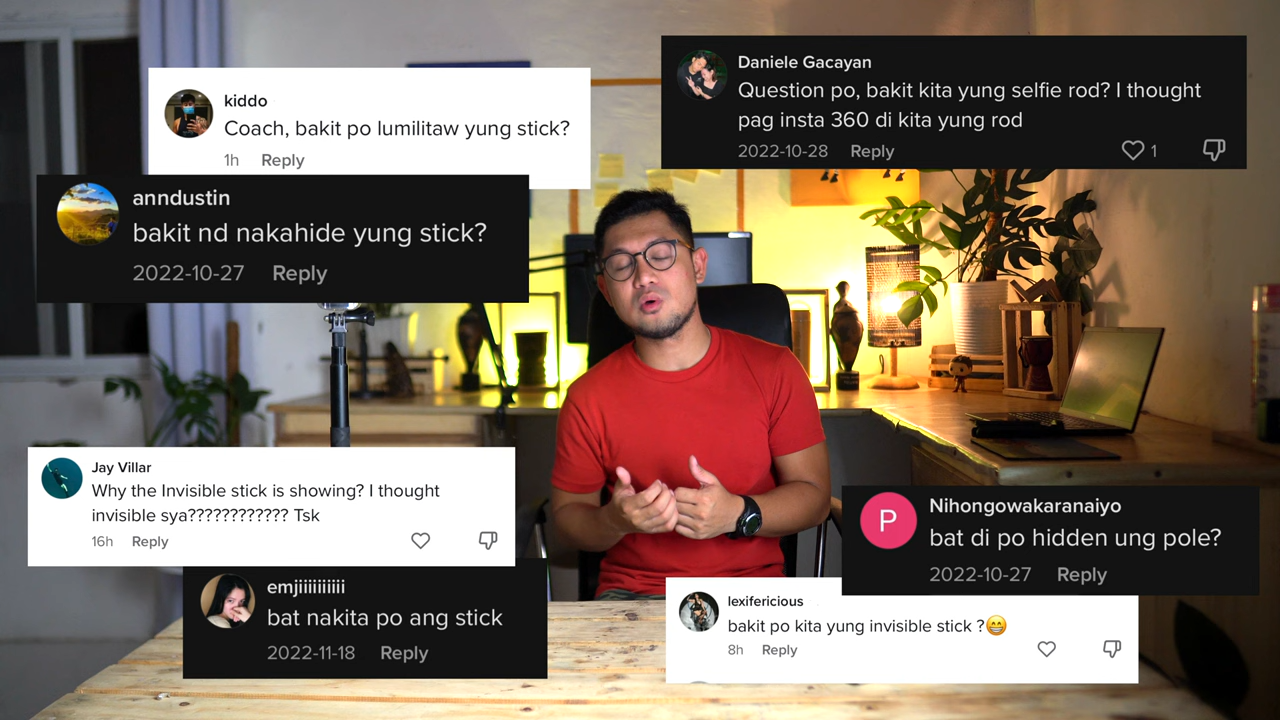 kiddo
Coach, bakit po lumilitaw yung stick?
1h Reply
Daniele Gacayan
Question po, bakit kita yung selfie rod? I thought
pag insta 360 di kita yung rod
2022-10-28 Reply 1
anndustin
bakit nd nakahide yung stick?
2022-10-27 Reply
Jay Villar
Why the Invisible stick is showing? I thought
invisible sya???????????? Tsk
16h Reply
P
Nihongowakaranaiyo
bat di po hidden ung pole?
2022-10-27 Reply
emjiiiiiiiiii
bat nakita po ang stick
2022-11-18 Reply
lexifericious
bakit po kita yung invisible stick ?😁
8h Reply